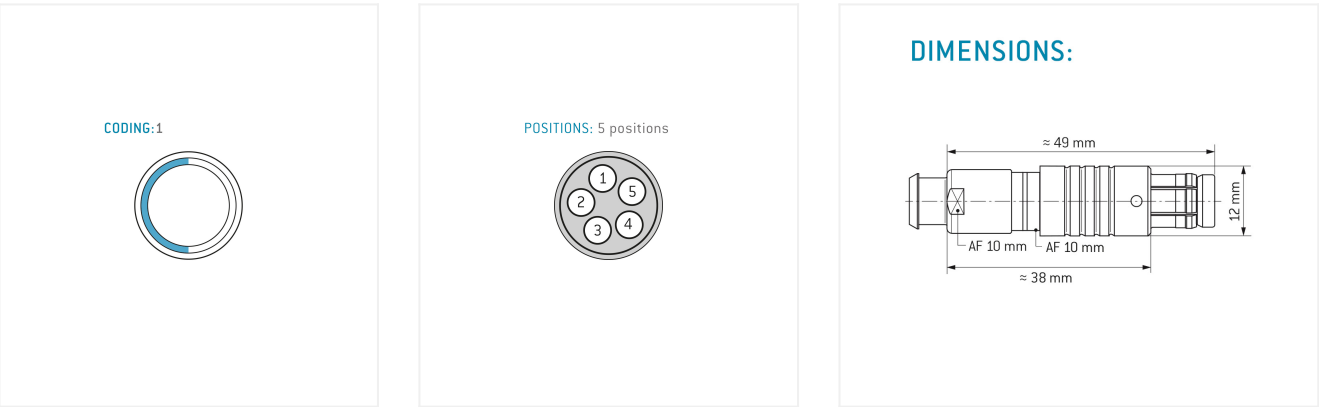 CODING:1
POSITIONS: 5 positions
1
5
2
4
3
DIMENSIONS:
≈ 49 mm
12 mm
AF 10 mm
AF 10 mm
≈ 38 mm